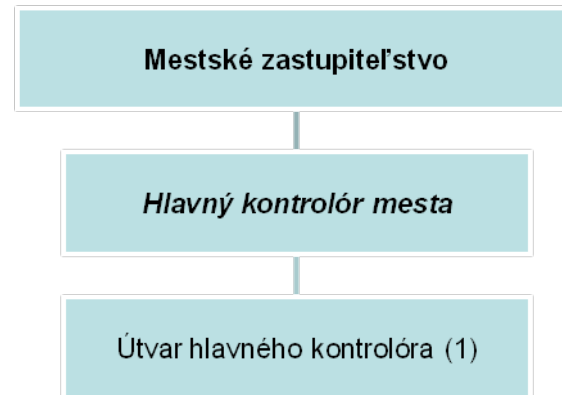 Mestské zastupiteľstvo
Hlavný kontrolór mesta
Útvar hlavného kontrolóra (1)